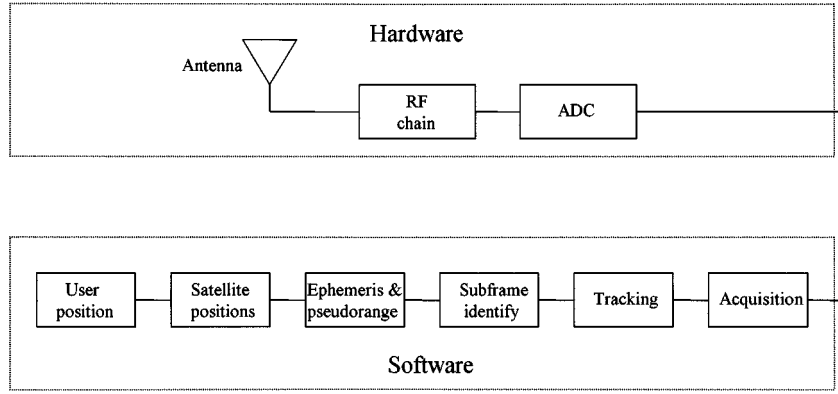 Hardware
Antenna
RF
chain
ADC
User
position
Satellite
positions
Ephemeris &
pseudorange
Subframe
identify
Tracking
Acquisition
Software